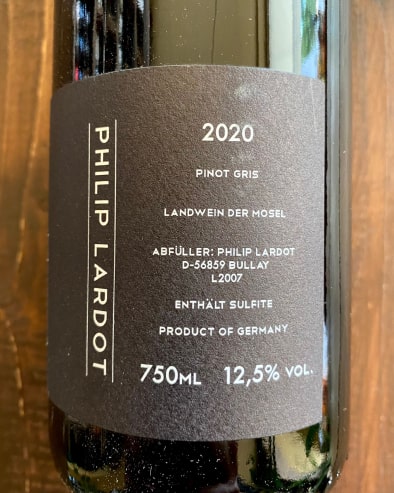 PHILIP LARDOT
2020
PINOT GRIS
LANDWEIN DER MOSEL
ABFÜLLER: PHILIP LARDOT
D-56859 BULLAY
L2007
ENTHÄLT SULFITE
PRODUCT OF GERMANY
750ML 12,5% VOL.